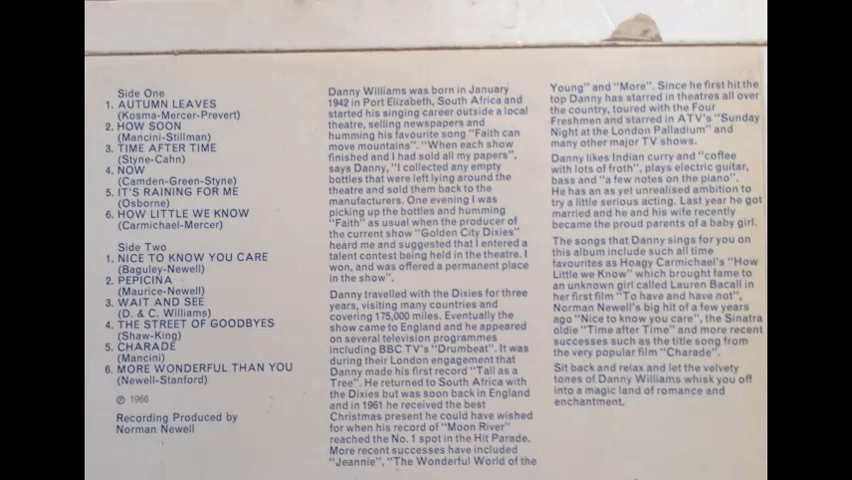 Side One
1. AUTUMN LEAVES
(Kosma-Mercer-Prevert)
2. HOW SOON
(Mancini-Stillman)
3. TIME AFTER TIME
(Styne-Cahn)
4. NOW
(Camden-Green-Styne)
5. IT'S RAINING FOR ME
(Osborne)
6. HOW LITTLE WE KNOW
(Carmichael-Mercer)
Side Two
1. NICE TO KNOW YOU CARE
(Baguley-Newell)
2. PEPICINA
(Maurice-Newell)
3. WAIT AND SEE
(D. & C. Williams)
4. THE STREET OF GOODBYES
(Shaw-King)
5. CHARADE
(Mancini)
6. MORE WONDERFUL THAN YOU
(Newell-Stanford)
℗ 1966
Recording Produced by
Norman Newell
Danny Williams was born in January
1942 in Port Elizabeth, South Africa and
started his singing career outside a local
theatre, selling newspapers and
humming his favourite song "Faith can
move mountains". "When each show
finished and I had sold all my papers",
says Danny, "I collected any empty
bottles that were left lying around the
theatre and sold them back to the
manufacturers. One evening I was
picking up the bottles and humming
"Faith" as usual when the producer of
the current show "Golden City Dixies"
heard me and suggested that I entered a
talent contest being held in the theatre. I
won, and was offered a permanent place
in the show".
Danny travelled with the Dixies for three
years, visiting many countries and
covering 175,000 miles. Eventually the
show came to England and he appeared
on several television programmes
including BBC TV's "Drumbeat". It was
during their London engagement that
Danny made his first record "Tall as a
Tree". He returned to South Africa with
the Dixies but was soon back in England
and in 1961 he received the best
Christmas present he could have wished
for when his record of "Moon River"
reached the No. 1 spot in the Hit Parade.
More recent successes have included
"Jeannie", "The Wonderful World of the
Young" and "More". Since he first hit the
top Danny has starred in theatres all over
the country, toured with the Four
Freshmen and starred in ATV's "Sunday
Night at the London Palladium" and
many other major TV shows.
Danny likes Indian curry and "coffee
with lots of froth", plays electric guitar,
bass and "a few notes on the piano".
He has an as yet unrealised ambition to
try a little serious acting. Last year he got
married and he and his wife recently
became the proud parents of a baby girl.
The songs that Danny sings for you on
this album include such all time
favourites as Hoagy Carmichael's "How
Little we Know" which brought fame to
an unknown girl called Lauren Bacall in
her first film "To have and have not",
Norman Newell's big hit of a few years
ago "Nice to know you care", the Sinatra
oldie "Time after Time" and more recent
successes such as the title song from
the very popular film "Charade".
Sit back and relax and let the velvety
tones of Danny Williams whisk you off
into a magic land of romance and
enchantment.